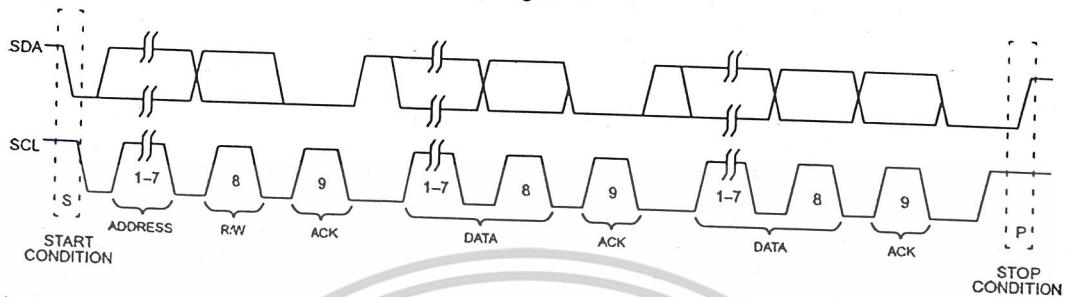 SDA
SCL
1–7
8
9
1–7
8
9
1–7
8
9
S
P
ADDRESS
R/W
ACK
DATA
ACK
DATA
ACK
START
CONDITION
STOP
CONDITION